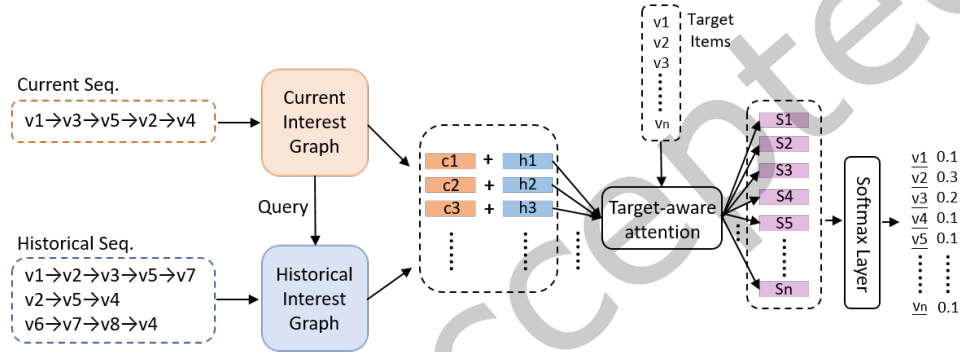 Current Seq.
v1→v3→v5→v2→v4
Current
Interest
Graph
Query
Historical Seq.
v1→v2→v3→v5→v7
v2→v5→v4
v6→v7→v8→v4
Historical
Interest
Graph
c1 + h1
c2 + h2
c3 + h3
v1
v2
v3
vn
Target
Items
Target-aware
attention
S1
S2
S3
S4
S5
Sn
Softmax Layer
v1 0.1
v2 0.3
v3 0.2
v4 0.1
v5 0.1
vn 0.1